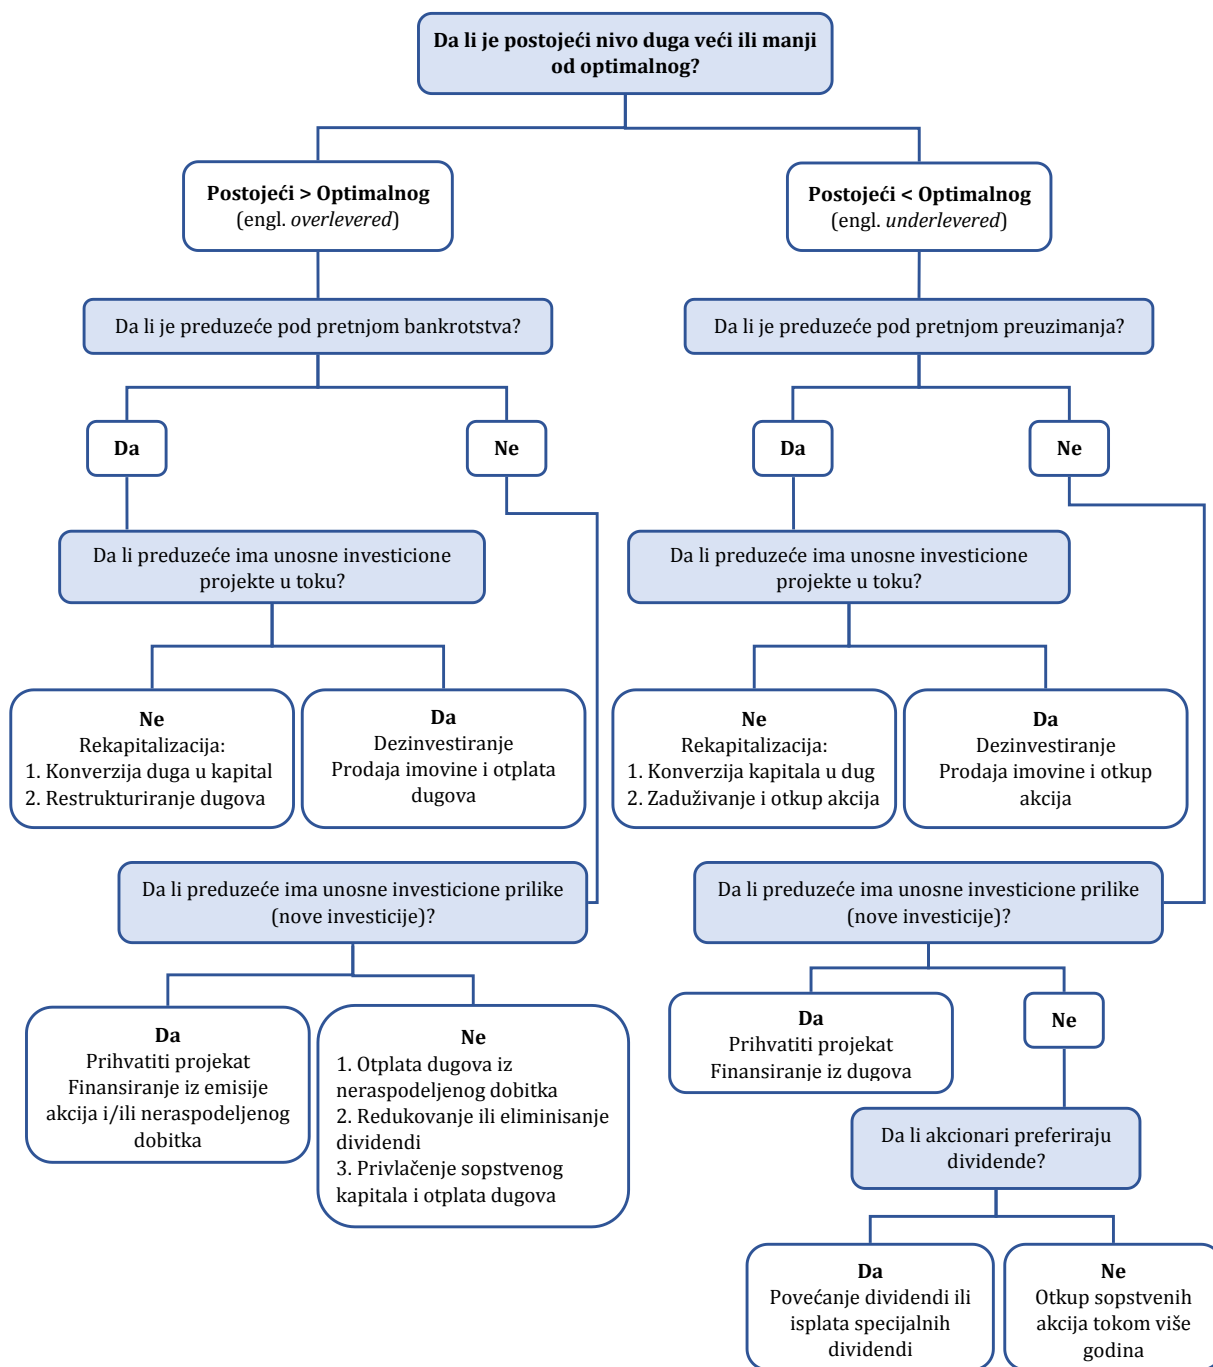 Da li je postojeći nivo duga veći ili manji
od optimalnog?
Postojeći > Optimalnog
(engl. overlevered)
Postojeći < Optimalnog
(engl. underlevered)
Da li je preduzeće pod pretnjom bankrotstva?
Da li je preduzeće pod pretnjom preuzimanja?
Da
Ne
Da
Ne
Da li preduzeće ima unosne investicione
projekte u toku?
Da li preduzeće ima unosne investicione
projekte u toku?
Ne
Rekapitalizacija:
1. Konverzija duga u kapital
2. Restrukturiranje dugova
Da
Dezinvestiranje
Prodaja imovine i otplata
dugova
Ne
Rekapitalizacija:
1. Konverzija kapitala u dug
2. Zaduživanje i otkup akcija
Da
Dezinvestiranje
Prodaja imovine i otkup
akcija
Da li preduzeće ima unosne investicione prilike
(nove investicije)?
Da li preduzeće ima unosne investicione prilike
(nove investicije)?
Da
Prihvatiti projekat
Finansiranje iz emisije
akcija i/ili neraspodeljenog
dobitka
Ne
1. Otplata dugova iz
neraspodeljenog dobitka
2. Redukovanje ili eliminisanje
dividendi
3. Privlačenje sopstvenog
kapitala i otplata dugova
Da
Prihvatiti projekat
Finansiranje iz dugova
Ne
Da li akcionari preferiraju
dividende?
Da
Povećanje dividendi ili
isplata specijalnih
dividendi
Ne
Otkup sopstvenih
akcija tokom više
godina